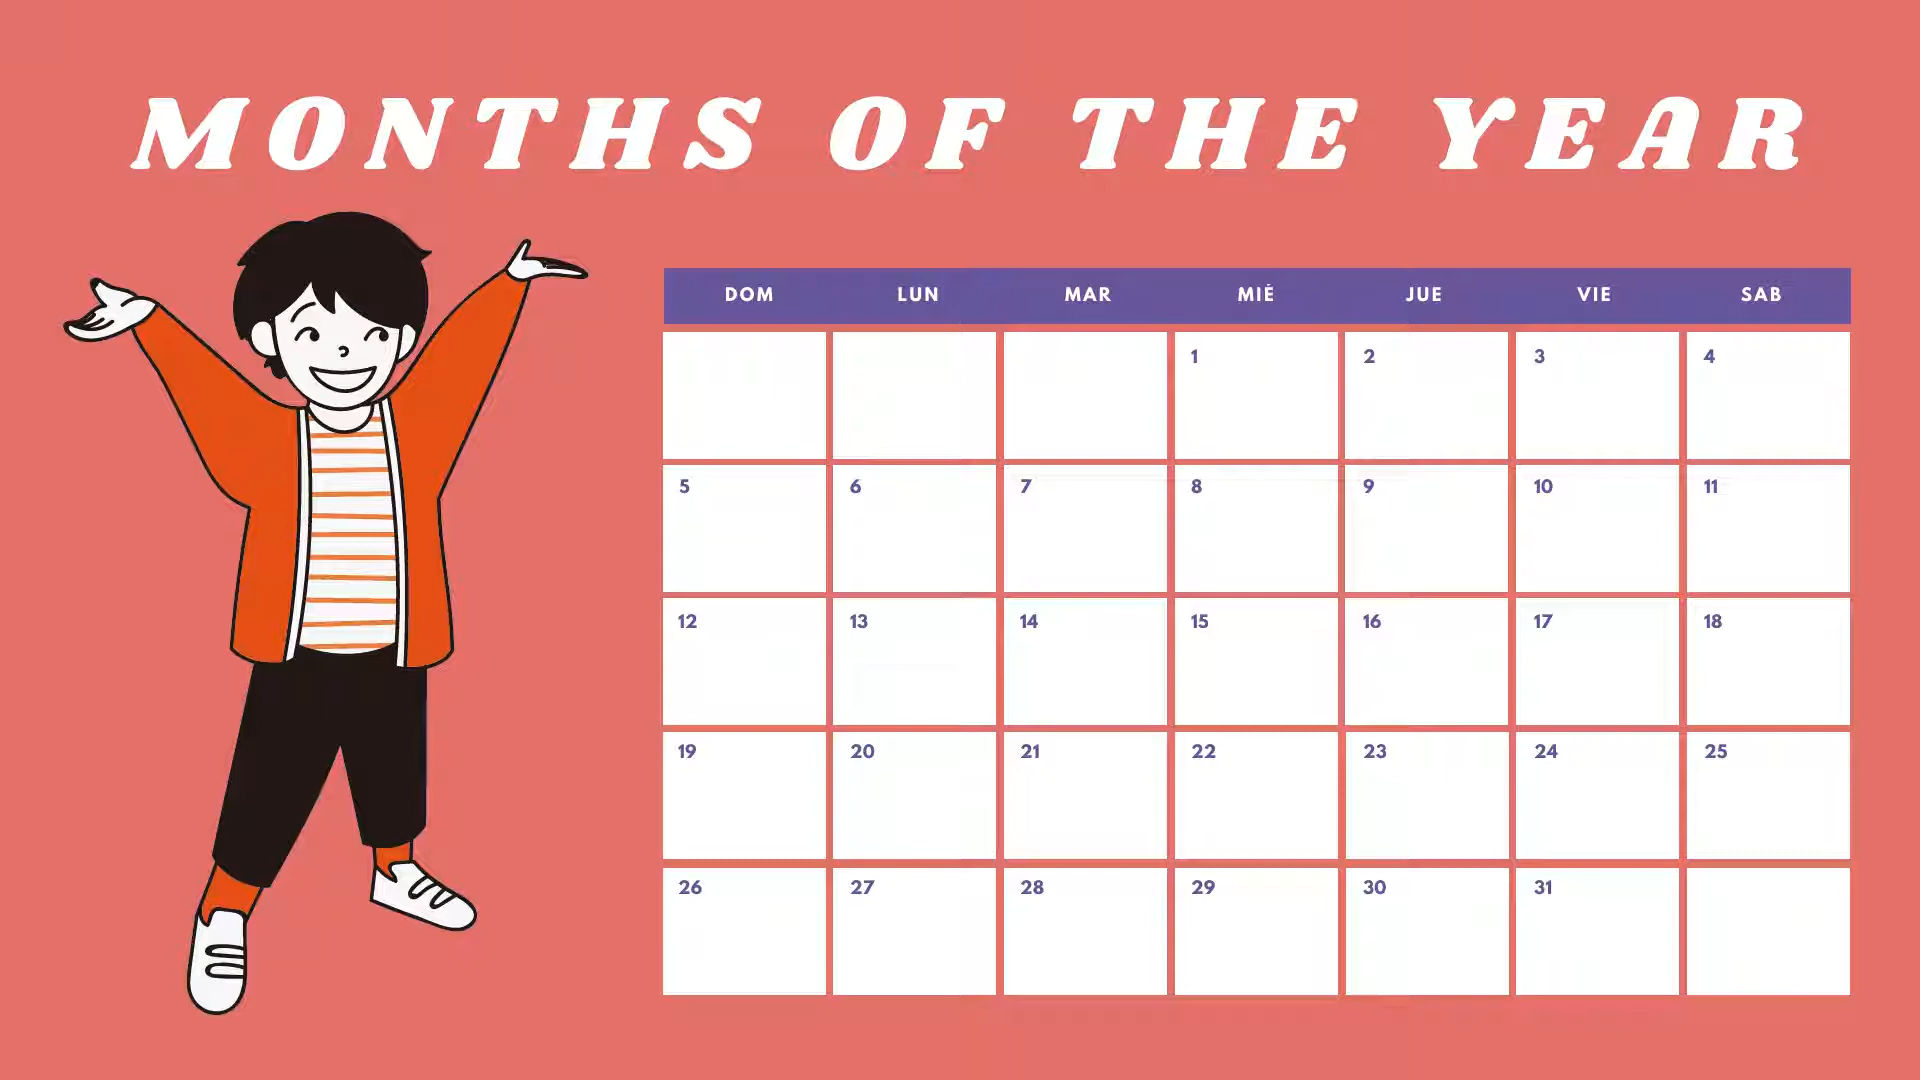 MONTHS OF THE YEAR
DOM LUN MAR MIÉ JUE VIE SAB
1 2 3 4
5 6 7 8 9 10 11
12 13 14 15 16 17 18
19 20 21 22 23 24 25
26 27 28 29 30 31